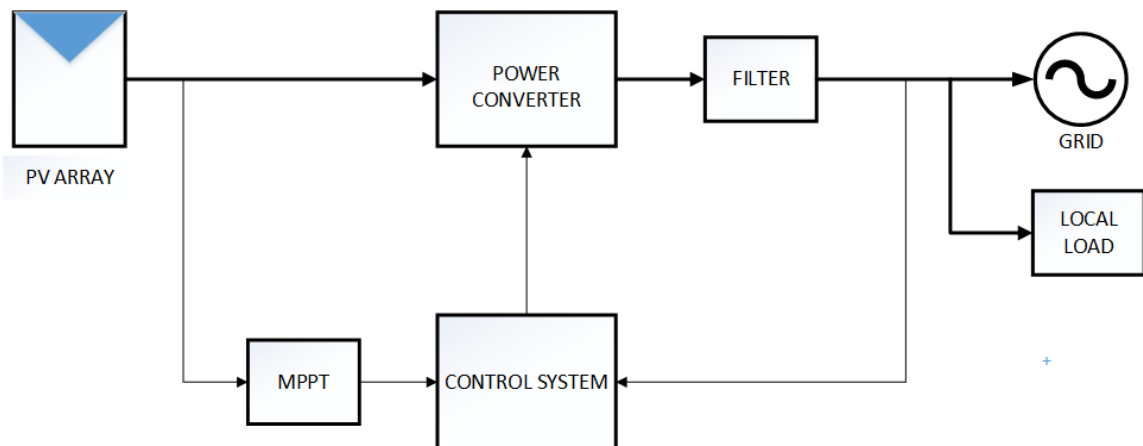 POWER
CONVERTER
FILTER
GRID
PV ARRAY
LOCAL
LOAD
MPPT
CONTROL SYSTEM